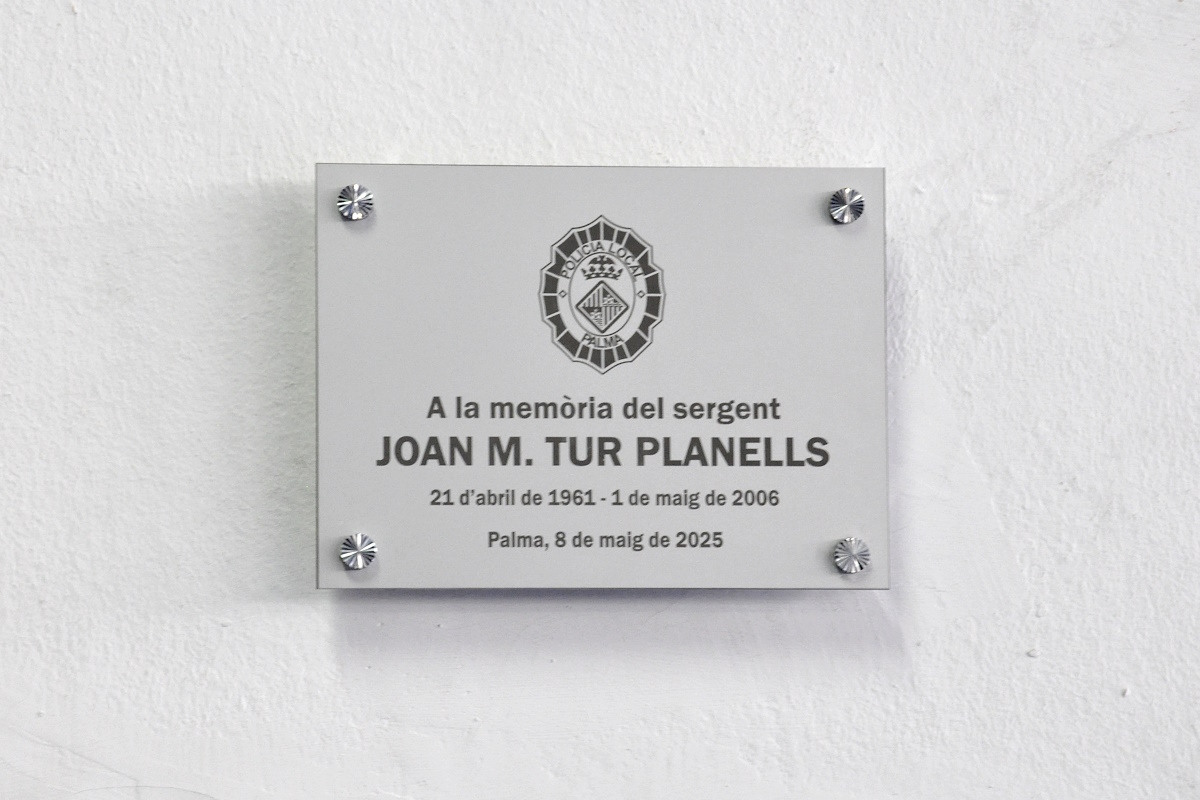 POLICIA LOCAL
PALMA
A la memòria del sergent
JOAN M. TUR PLANELLS
21 d'abril de 1961 - 1 de maig de 2006
Palma, 8 de maig de 2025